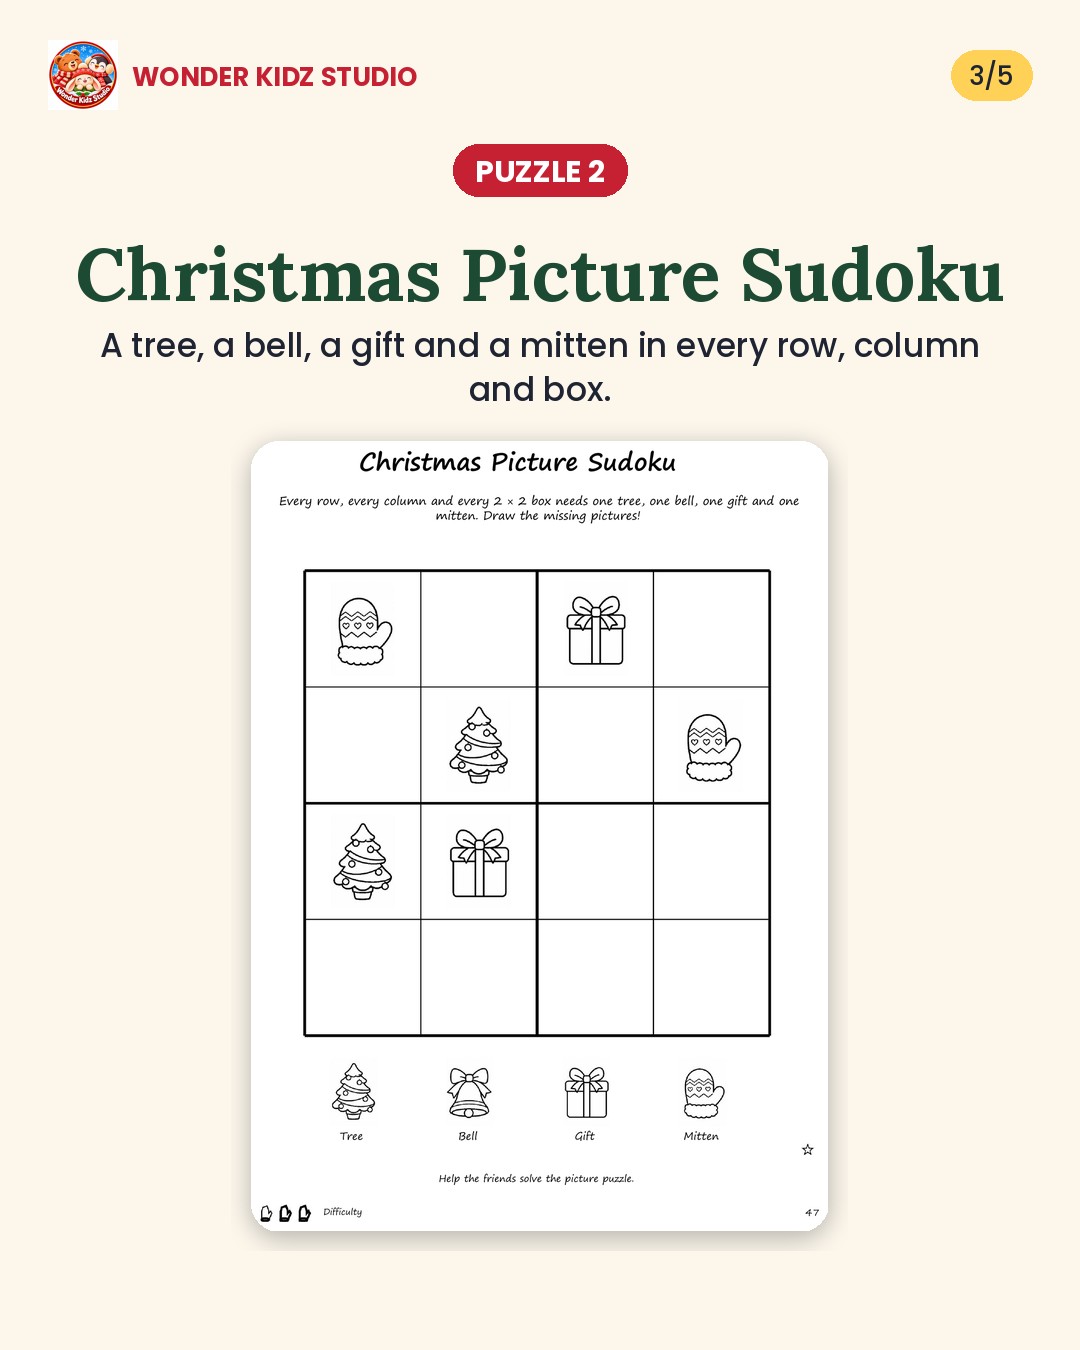 Wonder Kidz Studio
WONDER KIDZ STUDIO
3/5
PUZZLE 2
Christmas Picture Sudoku
A tree, a bell, a gift and a mitten in every row, column
and box.
Christmas Picture Sudoku
Every row, every column and every 2 × 2 box needs one tree, one bell, one gift and one
mitten. Draw the missing pictures!
Tree Bell Gift Mitten
Help the friends solve the picture puzzle.
Difficulty
47